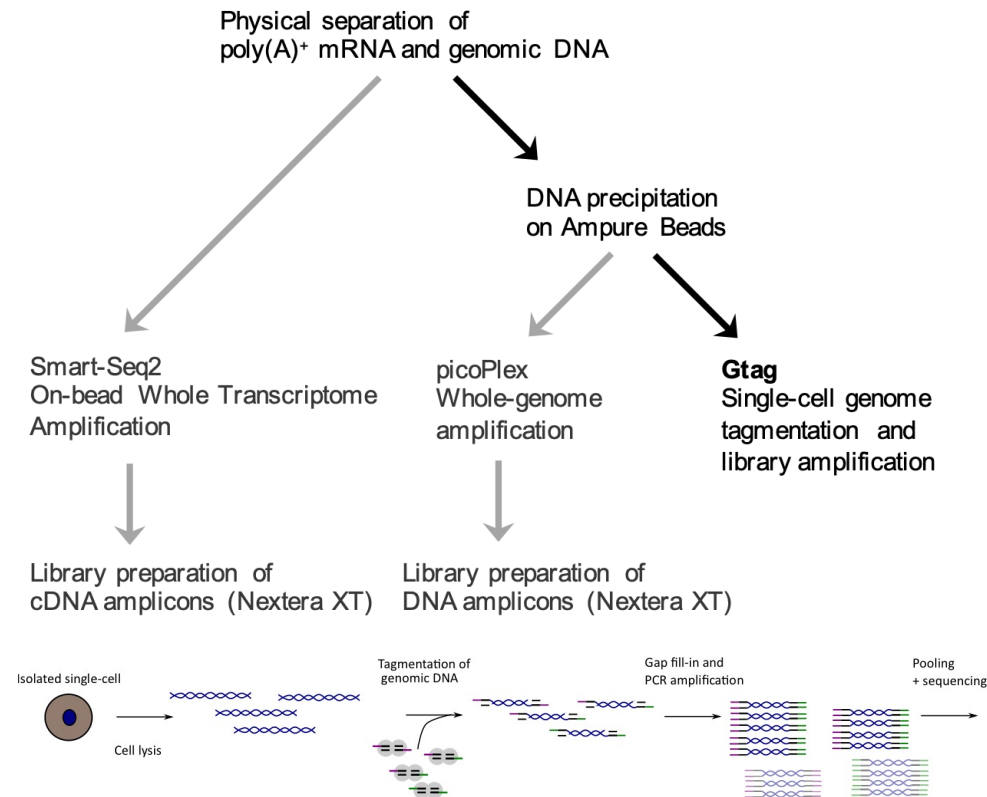 Physical separation of
poly(A)+ mRNA and genomic DNA
DNA precipitation
on Ampure Beads
Smart-Seq2
On-bead Whole Transcriptome
Amplification
picoPlex
Whole-genome
amplification
Gtag
Single-cell genome
tagmentation and
library amplification
Library preparation of
cDNA amplicons (Nextera XT)
Library preparation of
DNA amplicons (Nextera XT)
Isolated single-cell
Cell lysis
Tagmentation of
genomic DNA
Gap fill-in and
PCR amplification
Pooling
+ sequencing